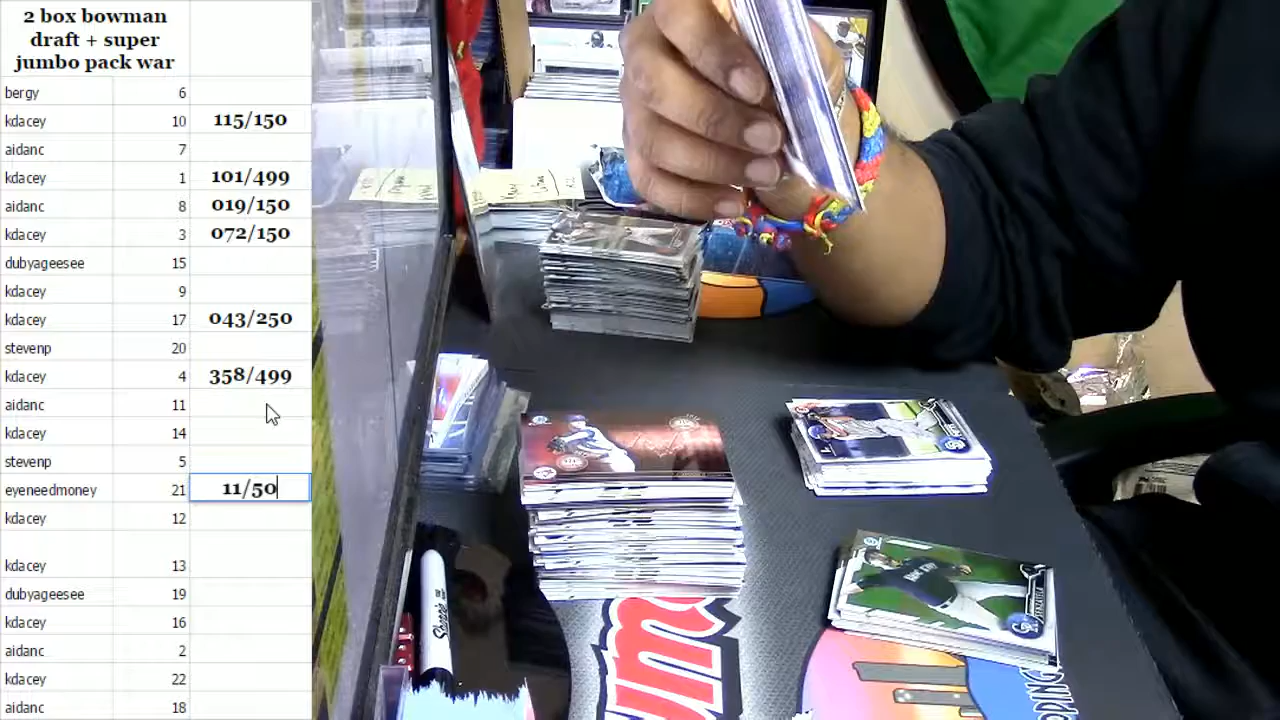 2 box bowman
draft + super
jumbo pack war
bergy 6
kdacey 10 115/150
aidanc 7
kdacey 1 101/499
aidanc 8 019/150
kdacey 3 072/150
dubyageesee 15
kdacey 9
kdacey 17 043/250
stevenp 20
kdacey 4 358/499
aidanc 11
kdacey 14
stevenp 5
eyeneedmoney 21 11/50
kdacey 12
kdacey 13
dubyageesee 19
kdacey 16
aidanc 2
kdacey 22
aidanc 18
Sharpie